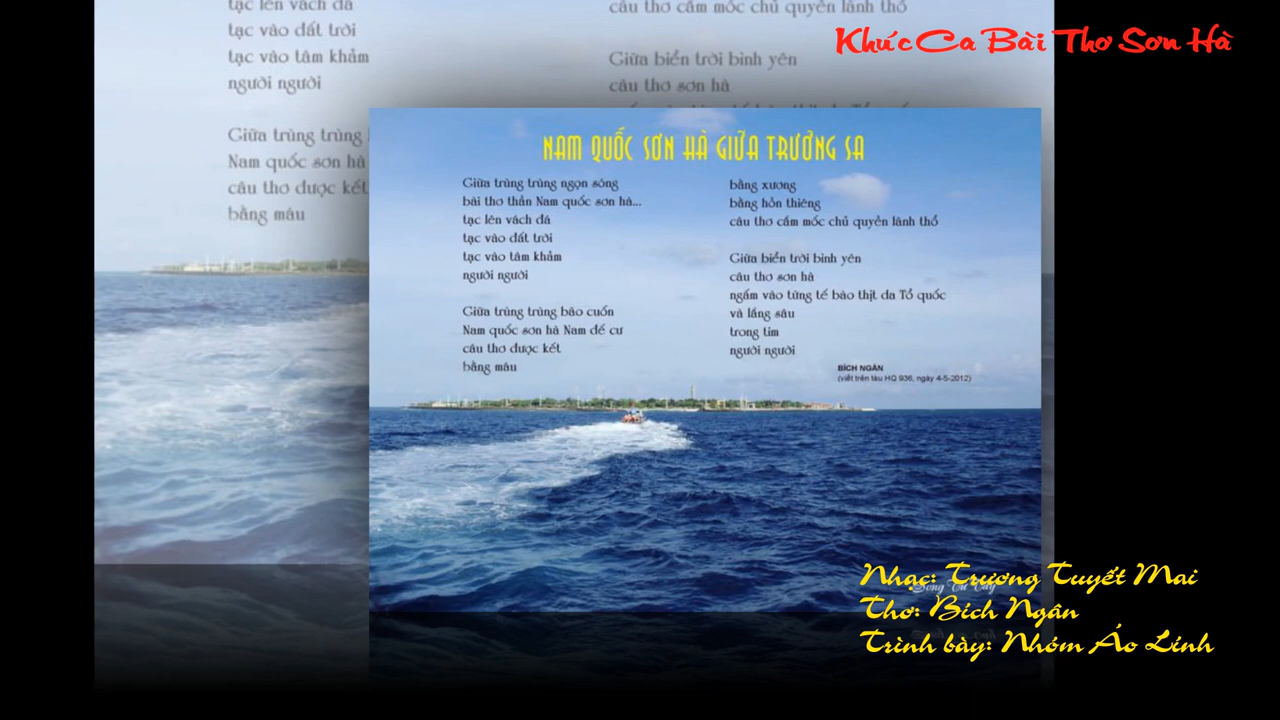 tạc lên vách đá
tạc vào đất trời
tạc vào tâm khảm
người người
Giữa trùng trùng
Nam quốc sơn hà
câu thơ được kết
bằng máu
câu thơ cắm mốc chủ quyền lãnh thổ
Giữa biển trời bình yên
câu thơ sơn hà
Khúc Ca Bài Thơ Sơn Hà
NAM QUỐC SƠN HÀ GIỮA TRƯỜNG SA
Giữa trùng trùng ngọn sóng
bài thơ thần Nam quốc sơn hà...
tạc lên vách đá
tạc vào đất trời
tạc vào tâm khảm
người người
Giữa trùng trùng bão cuốn
Nam quốc sơn hà Nam đế cư
câu thơ được kết
bằng máu
bằng xương
bằng hồn thiêng
câu thơ cắm mốc chủ quyền lãnh thổ
Giữa biển trời bình yên
câu thơ sơn hà
ngấm vào từng tế bào thịt da Tổ quốc
và lắng sâu
trong tim
người người
BÍCH NGÂN
(viết trên tàu HQ 936, ngày 4-5-2012)
Song Tử Tây
Nhạc: Trương Tuyết Mai
Thơ: Bích Ngân
Trình bày: Nhóm Áo Lính